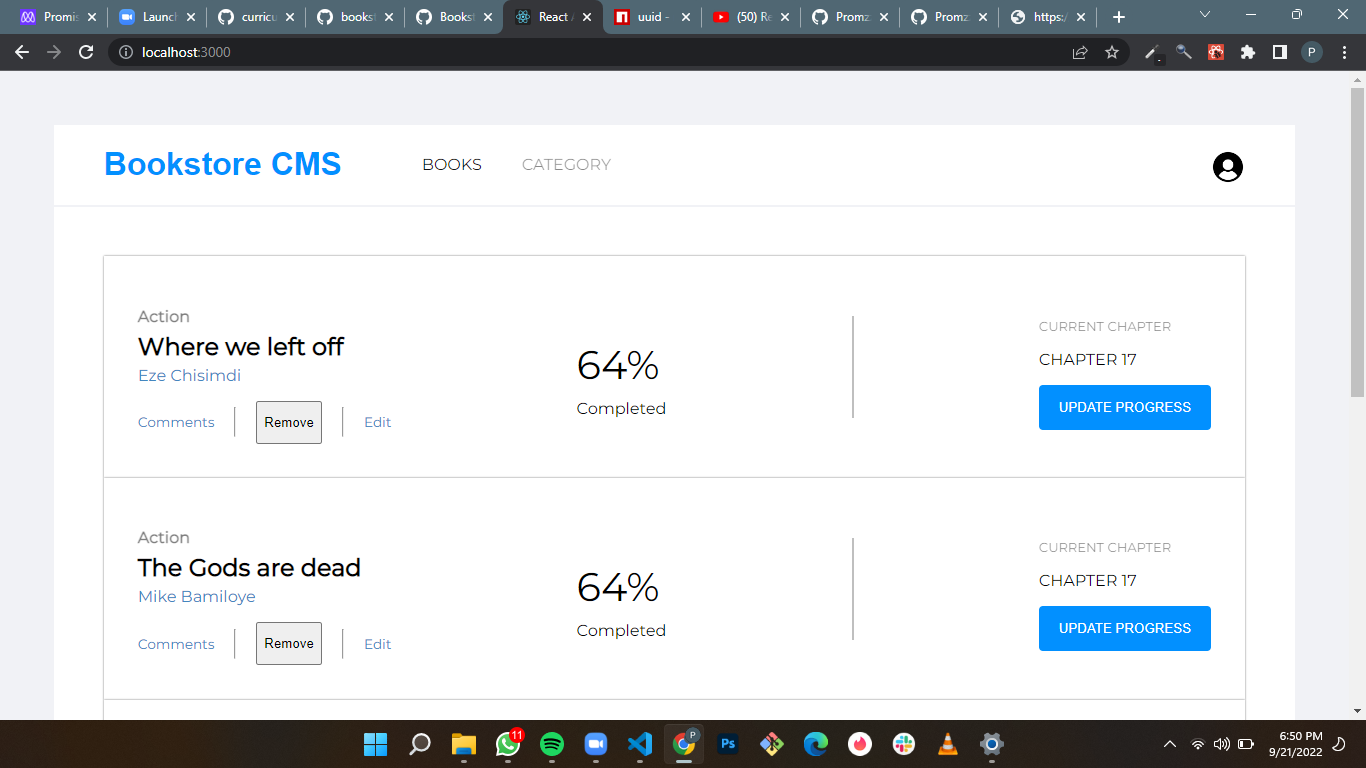 Promis
Launc
curricu
books
Books
React
uuid -
(50) Re
Promz
Promz
https:/
localhost:3000
P
Bookstore CMS
BOOKS
CATEGORY
Action
Where we left off
Eze Chisimdi
Comments
Remove
Edit
64%
Completed
CURRENT CHAPTER
CHAPTER 17
UPDATE PROGRESS
Action
The Gods are dead
Mike Bamiloye
Comments
Remove
Edit
64%
Completed
CURRENT CHAPTER
CHAPTER 17
UPDATE PROGRESS
11
P
Ps
6:50 PM
9/21/2022